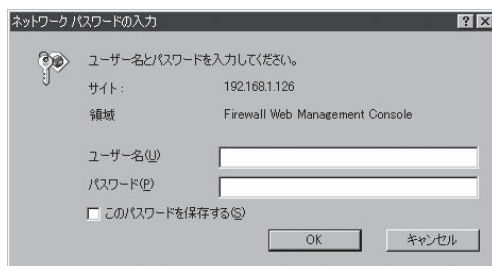 ネットワーク パスワードの入力
ユーザー名とパスワードを入力してください。
サイト: 192.168.1.126
領域 Firewall Web Management Console
ユーザー名(U)
パスワード(P)
このパスワードを保存する(S)
OK キャンセル